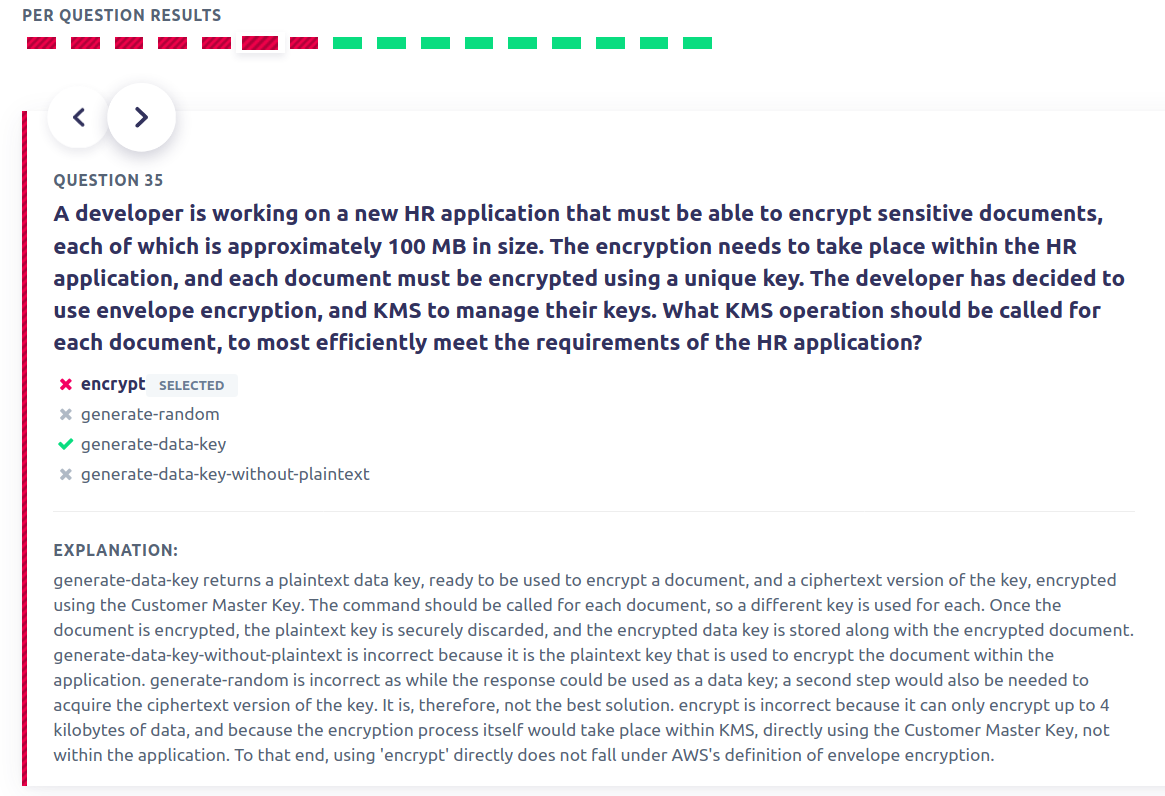 PER QUESTION RESULTS
QUESTION 35
A developer is working on a new HR application that must be able to encrypt sensitive documents,
each of which is approximately 100 MB in size. The encryption needs to take place within the HR
application, and each document must be encrypted using a unique key. The developer has decided to
use envelope encryption, and KMS to manage their keys. What KMS operation should be called for
each document, to most efficiently meet the requirements of the HR application?
encrypt SELECTED
generate-random
generate-data-key
generate-data-key-without-plaintext
EXPLANATION:
generate-data-key returns a plaintext data key, ready to be used to encrypt a document, and a ciphertext version of the key, encrypted
using the Customer Master Key. The command should be called for each document, so a different key is used for each. Once the
document is encrypted, the plaintext key is securely discarded, and the encrypted data key is stored along with the encrypted document.
generate-data-key-without-plaintext is incorrect because it is the plaintext key that is used to encrypt the document within the
application. generate-random is incorrect as while the response could be used as a data key; a second step would also be needed to
acquire the ciphertext version of the key. It is, therefore, not the best solution. encrypt is incorrect because it can only encrypt up to 4
kilobytes of data, and because the encryption process itself would take place within KMS, directly using the Customer Master Key, not
within the application. To that end, using 'encrypt' directly does not fall under AWS's definition of envelope encryption.